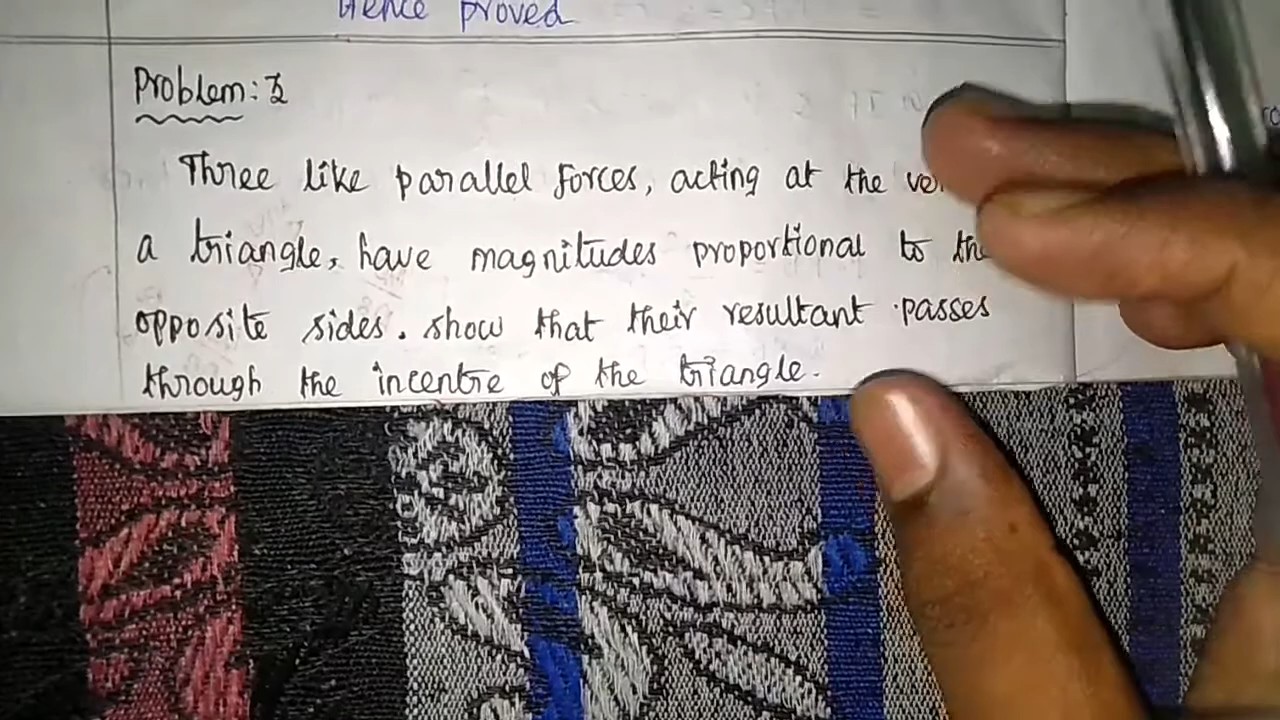 Hence proved
Problem: 3
Three like parallel forces, acting at the
a triangle, have magnitudes proportional to the
opposite sides. show that their resultant passes
through the incentre of the triangle.